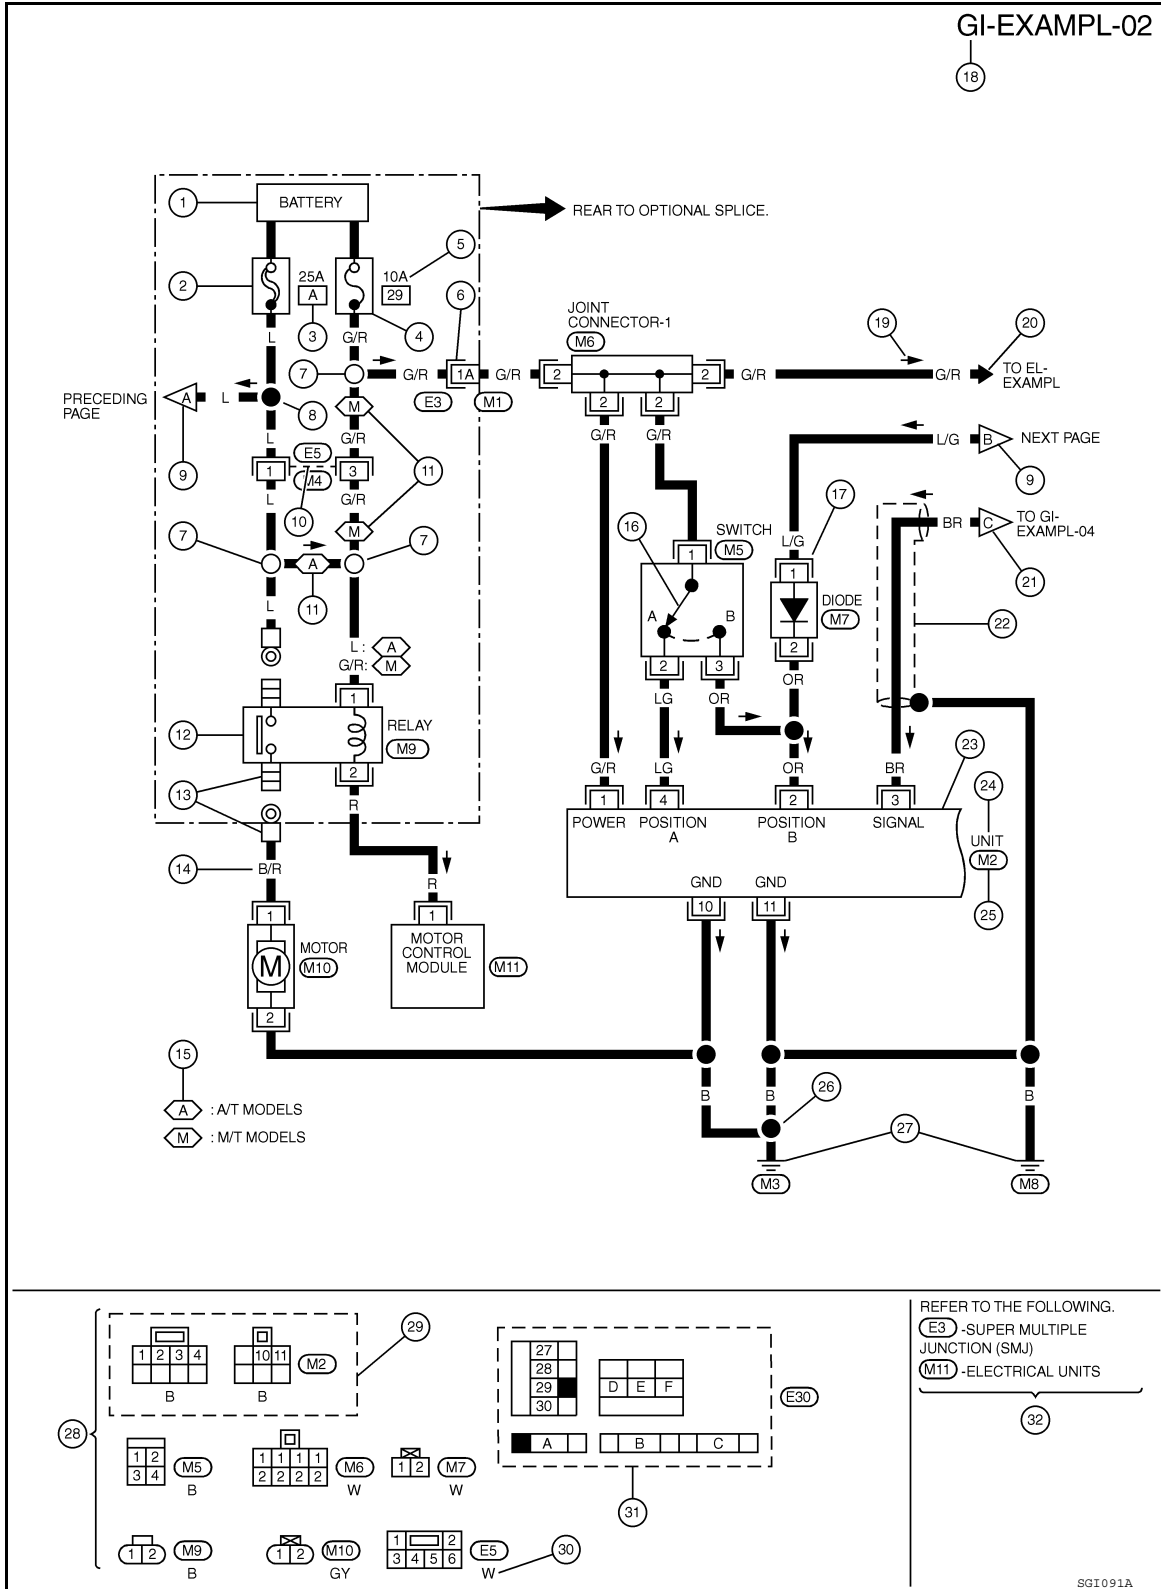 GI-EXAMPL-02
18
1
BATTERY
REAR TO OPTIONAL SPLICE.
2
25A
A
3
10A
29
5
4
6
L
G/R
7
G/R
1A
G/R
E3
M1
JOINT
CONNECTOR-1
M6
2
2
2
2
G/R
G/R
19
20
TO EL-
EXAMPL
PRECEDING
PAGE
A
L
8
M
G/R
G/R
L/G
B
NEXT PAGE
9
L
G/R
E5
1
3
M4
11
10
9
L
G/R
M
7
7
A
11
17
BR
C
TO GI-
EXAMPL-04
21
16
SWITCH
M5
1
A
B
2
3
L/G
1
DIODE
M7
2
22
L
L :
A
G/R:
M
LG
OR
OR
1
12
RELAY
M9
2
13
R
G/R
LG
OR
BR
23
1
4
2
3
POWER
POSITION
A
POSITION
B
SIGNAL
24
UNIT
M2
25
GND
GND
10
11
14
B/R
R
1
MOTOR
M10
M
2
1
MOTOR
CONTROL
MODULE
M11
15
A
: A/T MODELS
M
: M/T MODELS
B
B
B
26
27
M3
M8
28
1 2 3 4
B
10 11
B
M2
29
1 2
3 4
M5
B
1 1 1 1
2 2 2 2
M6
W
1 2
M7
W
1 2
M9
B
1 2
M10
GY
1 2
3 4 5 6
E5
W
30
27
28
29
30
D E F
A
B C
E30
31
REFER TO THE FOLLOWING.
E3 -SUPER MULTIPLE
JUNCTION (SMJ)
M11 -ELECTRICAL UNITS
32
SGI091A